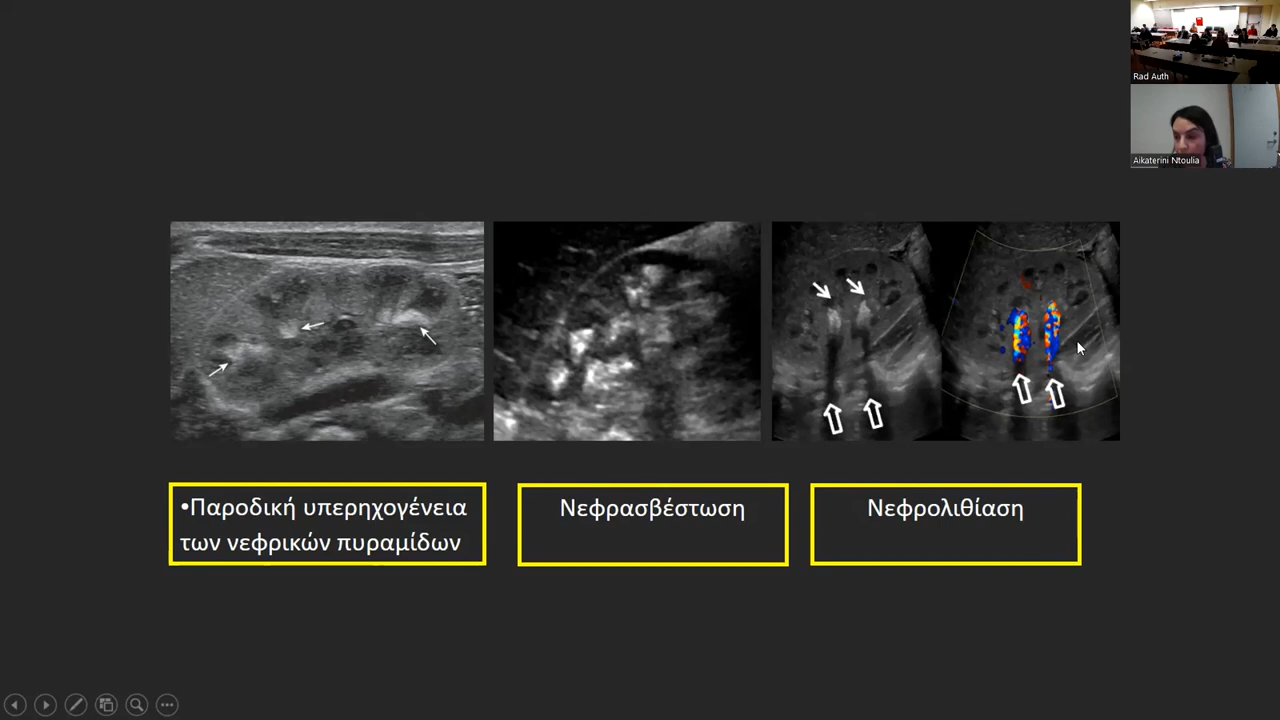 Rad Auth
Aikaterini Ntoulia
•Παροδική υπερηχογένεια
των νεφρικών πυραμίδων
Νεφρασβέστωση
Νεφρολιθίαση